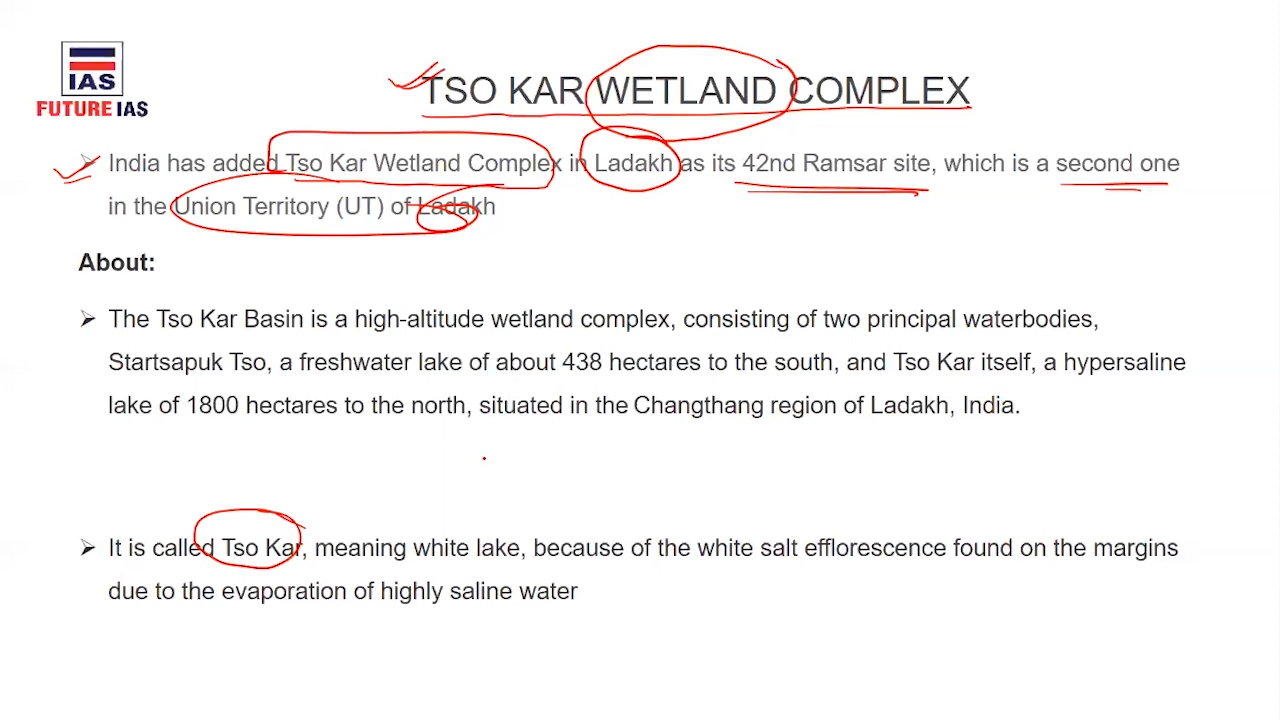 IAS
FUTURE IAS
TSO KAR WETLAND COMPLEX
➢ India has added Tso Kar Wetland Complex in Ladakh as its 42nd Ramsar site, which is a second one
in the Union Territory (UT) of Ladakh
About:
➢ The Tso Kar Basin is a high-altitude wetland complex, consisting of two principal waterbodies,
Startsapuk Tso, a freshwater lake of about 438 hectares to the south, and Tso Kar itself, a hypersaline
lake of 1800 hectares to the north, situated in the Changthang region of Ladakh, India.
➢ It is called Tso Kar, meaning white lake, because of the white salt efflorescence found on the margins
due to the evaporation of highly saline water